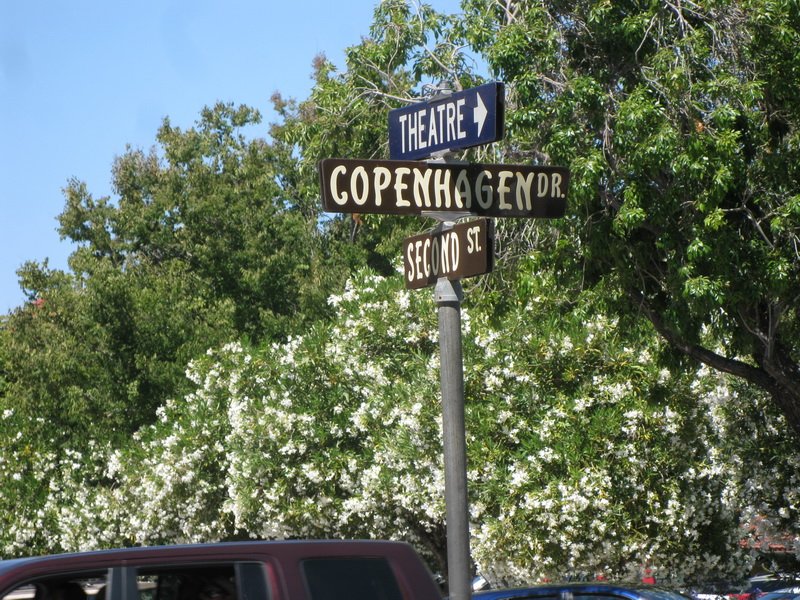 THEATRE
COPENHAGEN DR.
SECOND ST.